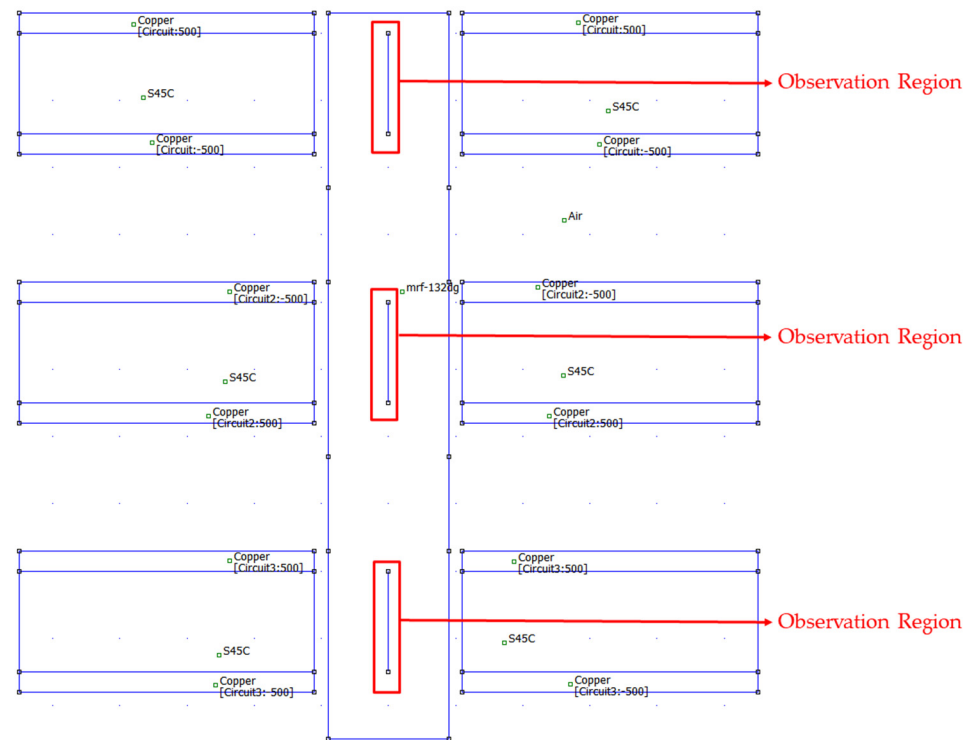 Copper
[Circuit:500]
Copper
[Circuit:500]
Observation Region
S45C
S45C
Copper
[Circuit:-500]
Copper
[Circuit:-500]
Air
Copper
[Circuit2:-500]
mrf-132dg
Copper
[Circuit2:-500]
Observation Region
S45C
S45C
Copper
[Circuit2:500]
Copper
[Circuit2:500]
Copper
[Circuit3:500]
Copper
[Circuit3:500]
Observation Region
S45C
S45C
Copper
[Circuit3:-500]
Copper
[Circuit3:-500]